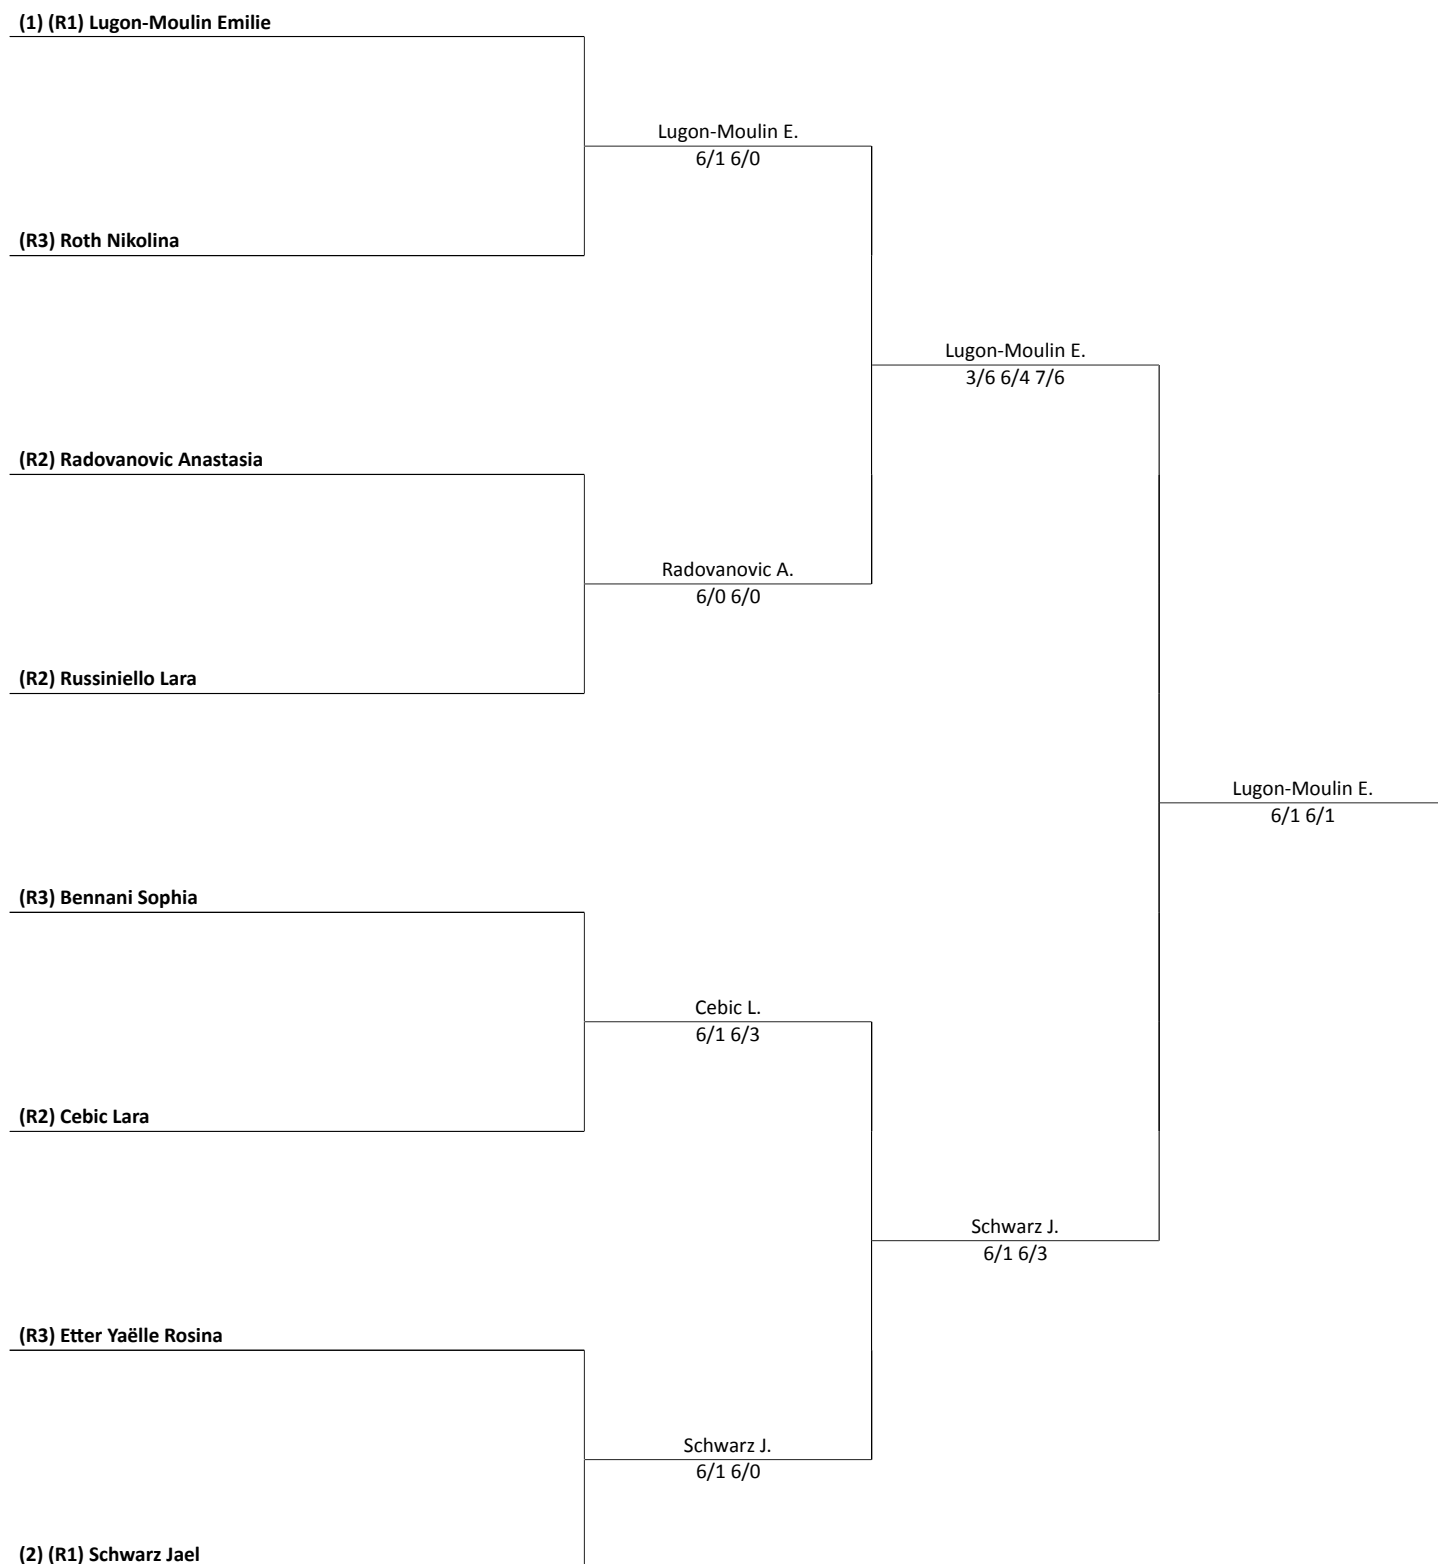 (1) (R1) Lugon-Moulin Emilie
Lugon-Moulin E.
6/1 6/0
(R3) Roth Nikolina
Lugon-Moulin E.
3/6 6/4 7/6
(R2) Radovanovic Anastasia
Radovanovic A.
6/0 6/0
(R2) Russiniello Lara
Lugon-Moulin E.
6/1 6/1
(R3) Bennani Sophia
Cebic L.
6/1 6/3
(R2) Cebic Lara
Schwarz J.
6/1 6/3
(R3) Etter Yaëlle Rosina
Schwarz J.
6/1 6/0
(2) (R1) Schwarz Jael